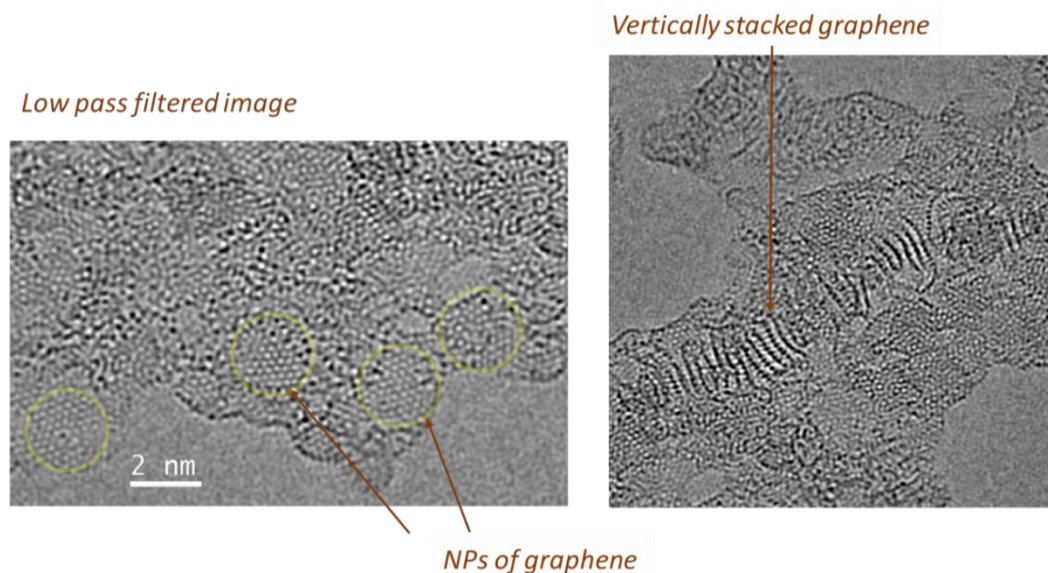 Vertically stacked graphene
Low pass filtered image
2 nm
NPs of graphene